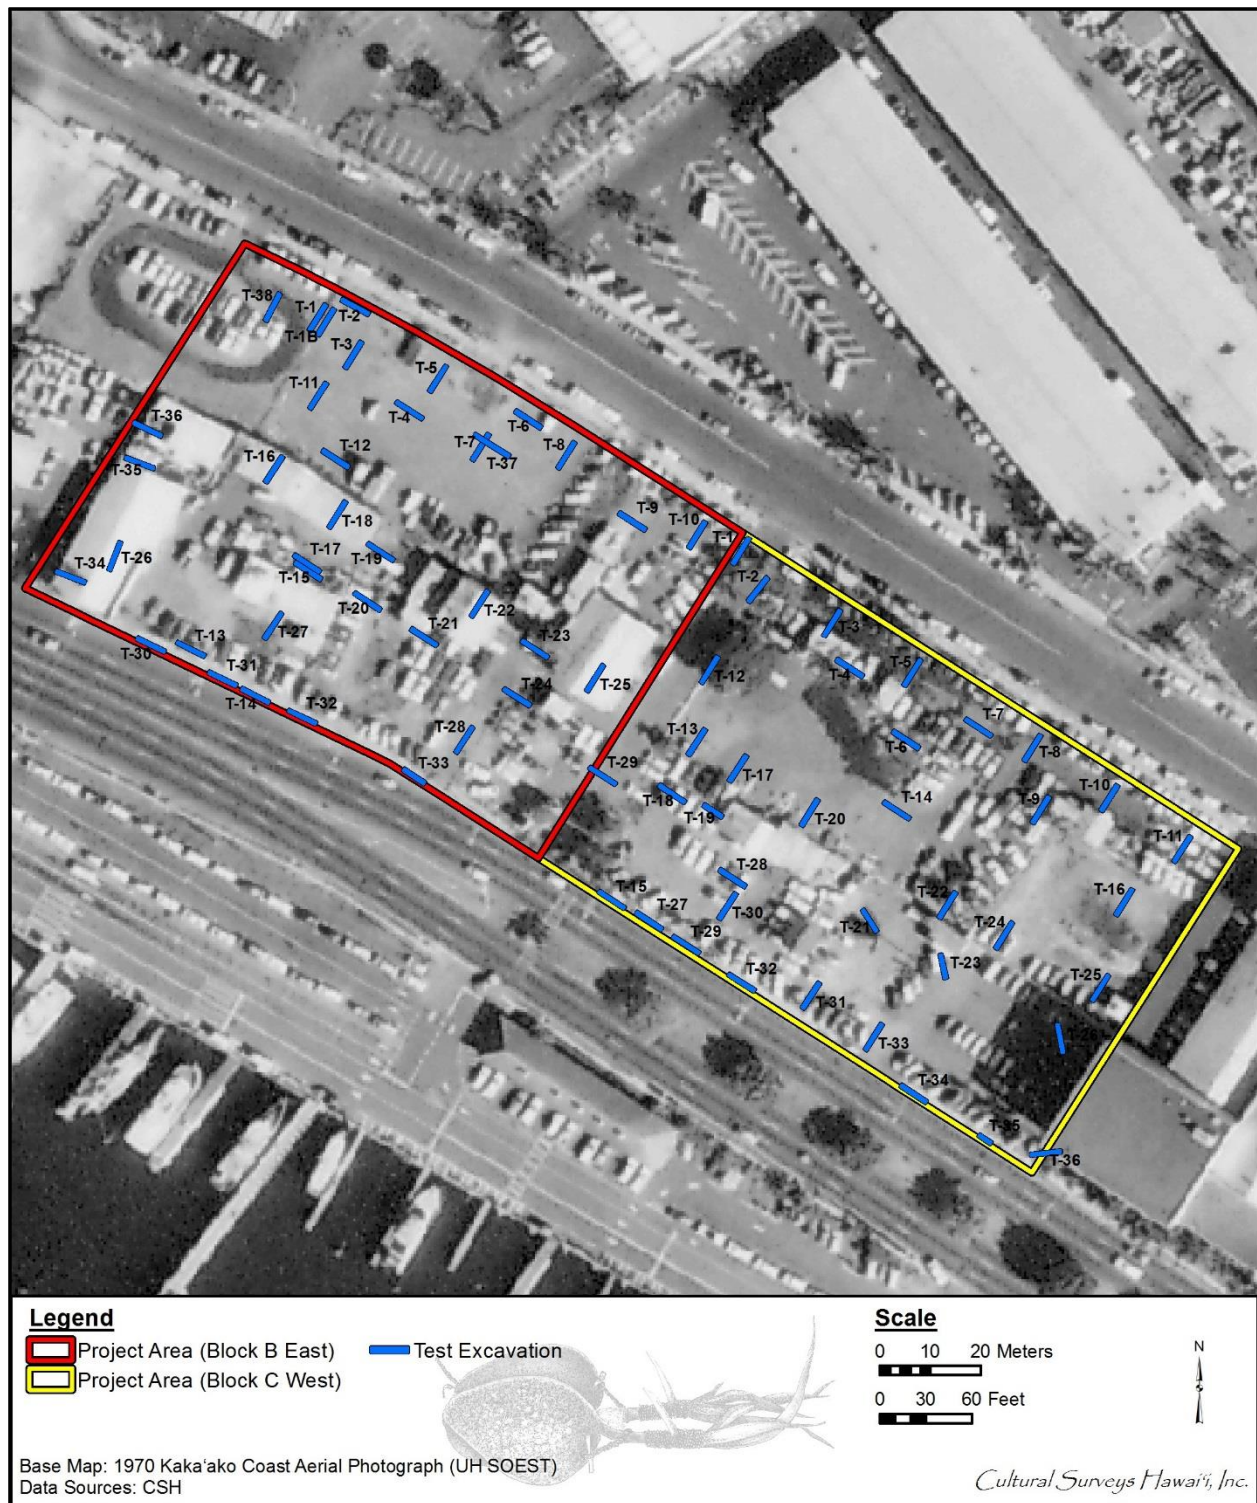 T-38
T-1
T-2
T-1B
T-3
T-5
T-11
T-4
T-6
T-36
T-7
T-8
T-12
T-37
T-16
T-35
T-9
T-18
T-10
T-1
T-34
T-26
T-17
T-19
T-15
T-2
T-20
T-22
T-3
T-27
T-21
T-23
T-5
T-30
T-13
T-4
T-31
T-25
T-12
T-14
T-32
T-24
T-7
T-28
T-13
T-6
T-8
T-33
T-29
T-17
T-18
T-10
T-19
T-20
T-14
T-9
T-11
T-28
T-15
T-27
T-30
T-22
T-16
T-29
T-21
T-24
T-32
T-23
T-31
T-25
T-33
T-34
T-35
T-36
Legend
Project Area (Block B East)
Test Excavation
Project Area (Block C West)
Scale
0 10 20 Meters
0 30 60 Feet
N
Base Map: 1970 Kakaʻako Coast Aerial Photograph (UH SOEST)
Data Sources: CSH
Cultural Surveys Hawaiʻi, Inc.